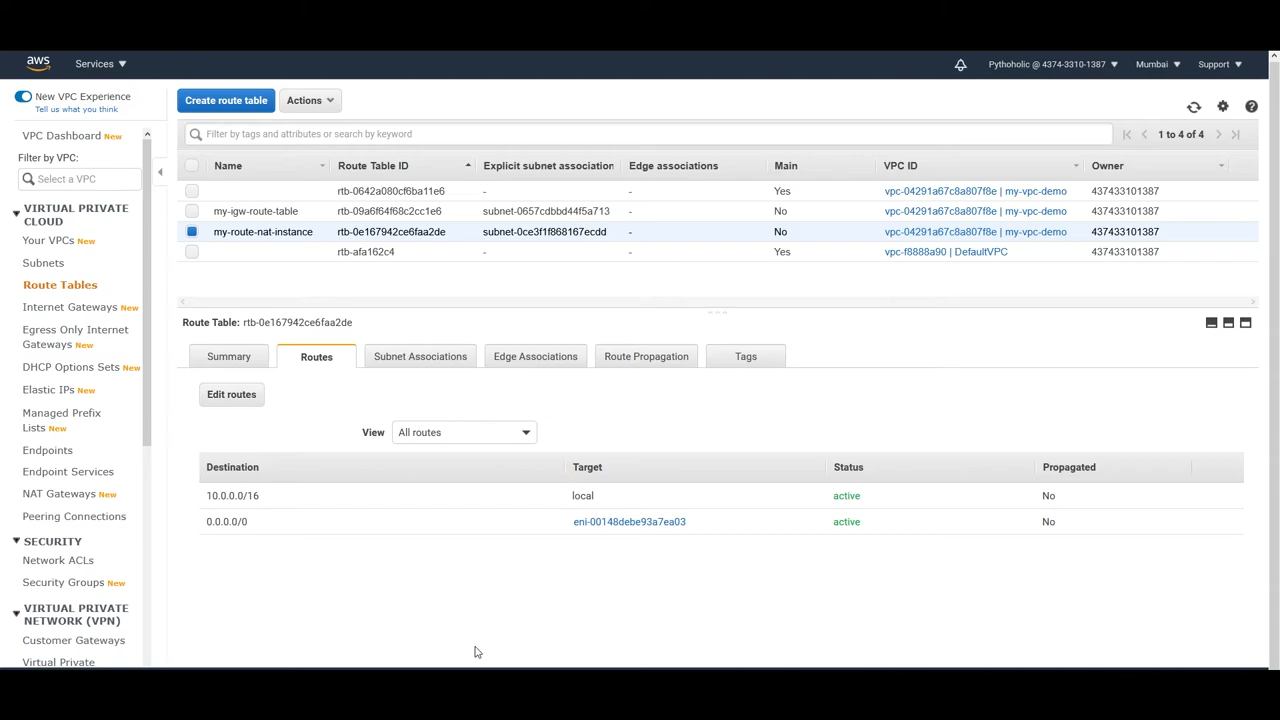 aws
Services
Pythoholic @ 4374-3310-1387
Mumbai
Support
New VPC Experience
Tell us what you think
VPC Dashboard New
Filter by VPC:
Select a VPC
VIRTUAL PRIVATE
CLOUD
Your VPCs New
Subnets
Route Tables
Internet Gateways New
Egress Only Internet
Gateways New
DHCP Options Sets New
Elastic IPs New
Managed Prefix
Lists New
Endpoints
Endpoint Services
NAT Gateways New
Peering Connections
SECURITY
Network ACLs
Security Groups New
VIRTUAL PRIVATE
NETWORK (VPN)
Customer Gateways
Virtual Private
Create route table
Actions
Filter by tags and attributes or search by keyword
1 to 4 of 4
Name Route Table ID Explicit subnet association Edge associations Main VPC ID Owner
rtb-0642a080cf6ba11e6 - - Yes vpc-04291a67c8a807f8e | my-vpc-demo 437433101387
my-igw-route-table rtb-09a6f64f68c2cc1e6 subnet-0657cdbbd44f5a713 - No vpc-04291a67c8a807f8e | my-vpc-demo 437433101387
my-route-nat-instance rtb-0e167942ce6faa2de subnet-0ce3f1f868167ecdd - No vpc-04291a67c8a807f8e | my-vpc-demo 437433101387
rtb-afa162c4 - - Yes vpc-f8888a90 | DefaultVPC 437433101387
Route Table: rtb-0e167942ce6faa2de
Summary Routes Subnet Associations Edge Associations Route Propagation Tags
Edit routes
View All routes
Destination Target Status Propagated
10.0.0.0/16 local active No
0.0.0.0/0 eni-00148debe93a7ea03 active No